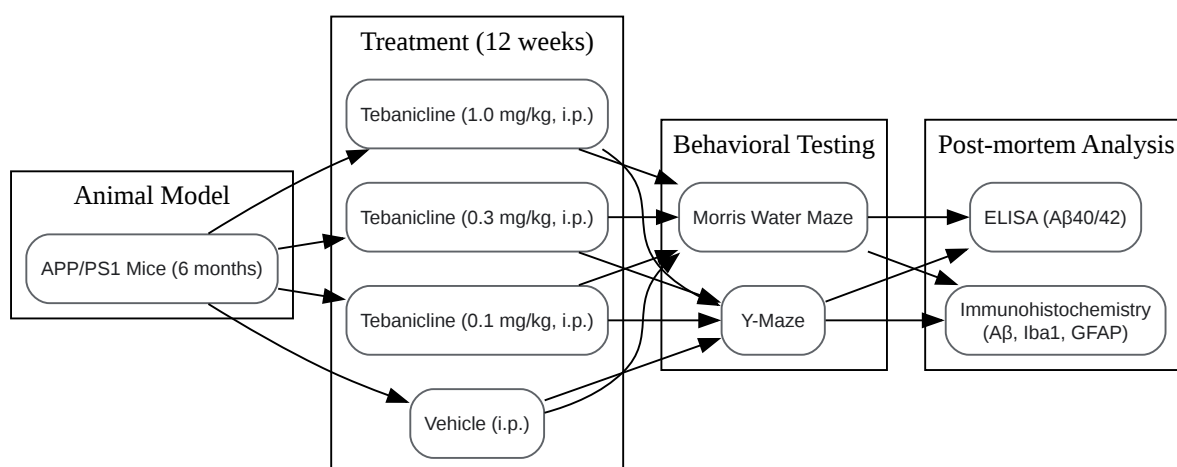 Animal Model
APP/PS1 Mice (6 months)
Treatment (12 weeks)
Tebanicline (1.0 mg/kg, i.p.)
Tebanicline (0.3 mg/kg, i.p.)
Tebanicline (0.1 mg/kg, i.p.)
Vehicle (i.p.)
Behavioral Testing
Morris Water Maze
Y-Maze
Post-mortem Analysis
ELISA (Aβ40/42)
Immunohistochemistry
(Aβ, Iba1, GFAP)